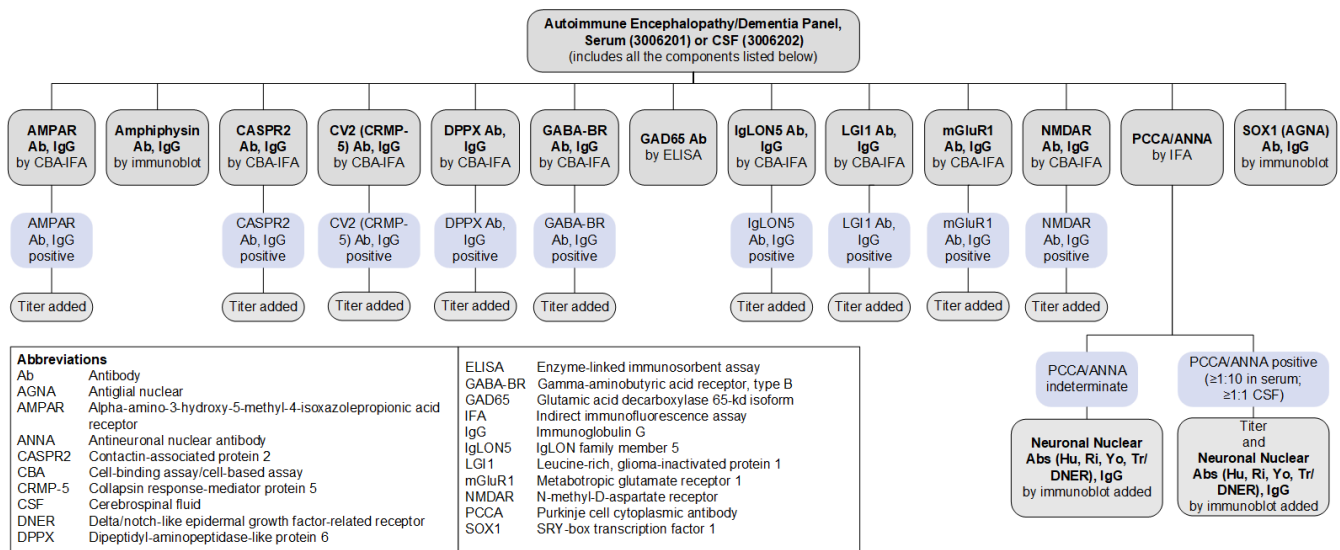 Autoimmune Encephalopathy/Dementia Panel,
Serum (3006201) or CSF (3006202)
(includes all the components listed below)
AMPAR
Ab, IgG
by CBA-IFA
Amphiphysin
Ab, IgG
by immunoblot
CASPR2
Ab, IgG
by CBA-IFA
CV2 (CRMP-
5) Ab, IgG
by CBA-IFA
DPPX Ab,
IgG
by CBA-IFA
GABA-BR
Ab, IgG
by CBA-IFA
GAD65 Ab
by ELISA
IgLON5 Ab,
IgG
by CBA-IFA
LGI1 Ab,
IgG
by CBA-IFA
mGluR1
Ab, IgG
by CBA-IFA
NMDAR
Ab, IgG
by CBA-IFA
PCCA/ANNA
by IFA
SOX1 (AGNA)
Ab, IgG
by immunoblot
AMPAR
Ab, IgG
positive
CASPR2
Ab, IgG
positive
CV2 (CRMP-
5) Ab, IgG
positive
DPPX Ab,
IgG
positive
GABA-BR
Ab, IgG
positive
IgLON5
Ab, IgG
positive
LGI1 Ab,
IgG
positive
mGluR1
Ab, IgG
positive
NMDAR
Ab, IgG
positive
Titer added
Titer added
Titer added
Titer added
Titer added
Titer added
Titer added
Titer added
Titer added
PCCA/ANNA
indeterminate
PCCA/ANNA positive
(≥1:10 in serum;
≥1:1 CSF)
Neuronal Nuclear
Abs (Hu, Ri, Yo, Tr/
DNER), IgG
by immunoblot added
Titer
and
Neuronal Nuclear
Abs (Hu, Ri, Yo, Tr/
DNER), IgG
by immunoblot added
Abbreviations
Ab Antibody
AGNA Antiglial nuclear
AMPAR Alpha-amino-3-hydroxy-5-methyl-4-isoxazolepropionic acid
receptor
ANNA Antineuronal nuclear antibody
CASPR2 Contactin-associated protein 2
CBA Cell-binding assay/cell-based assay
CRMP-5 Collapsin response-mediator protein 5
CSF Cerebrospinal fluid
DNER Delta/notch-like epidermal growth factor-related receptor
DPPX Dipeptidyl-aminopeptidase-like protein 6
ELISA Enzyme-linked immunosorbent assay
GABA-BR Gamma-aminobutyric acid receptor, type B
GAD65 Glutamic acid decarboxylase 65-kd isoform
IFA Indirect immunofluorescence assay
IgG Immunoglobulin G
IgLON5 IgLON family member 5
LGI1 Leucine-rich, glioma-inactivated protein 1
mGluR1 Metabotropic glutamate receptor 1
NMDAR N-methyl-D-aspartate receptor
PCCA Purkinje cell cytoplasmic antibody
SOX1 SRY-box transcription factor 1